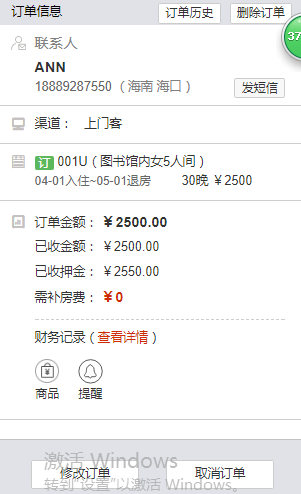 订单信息 订单历史 删除订单
37
联系人
ANN
18889287550 (海南 海口) 发短信
渠道： 上门客
订 001U（图书馆内女5人间）
04-01入住~05-01退房 30晚 ￥2500
订单金额：￥2500.00
已收金额：￥2500.00
已收押金：￥2550.00
需补房费：￥0
财务记录（查看详情）
商品 提醒
激活 Windows
修改订单 取消订单
转到“设置”以激活 Windows。